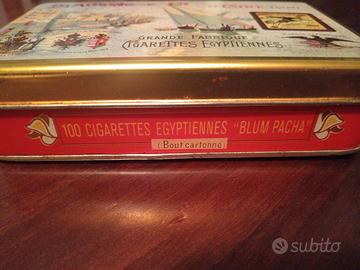 GRANDE FABRIQUE
CIGARETTES EGYPTIENNES
100 CIGARETTES EGYPTIENNES "BLUM PACHA"
(Bout cartonné)
subito